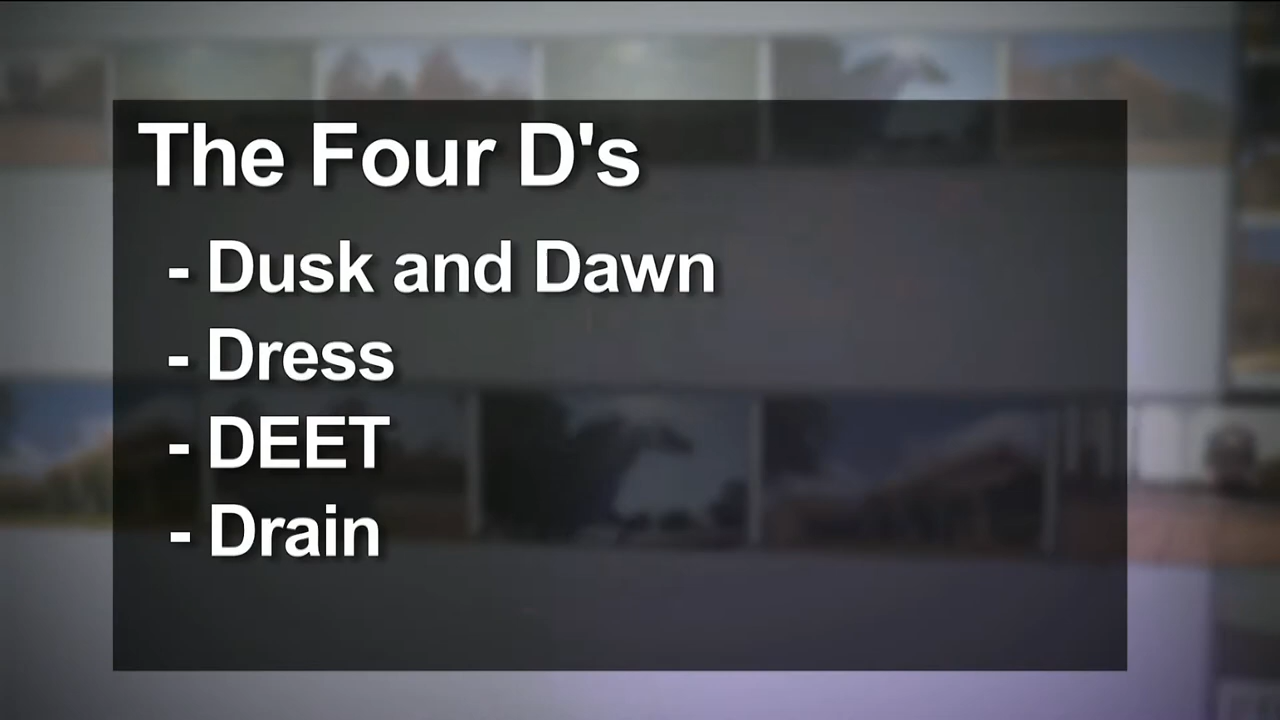 The Four D's
- Dusk and Dawn
- Dress
- DEET
- Drain